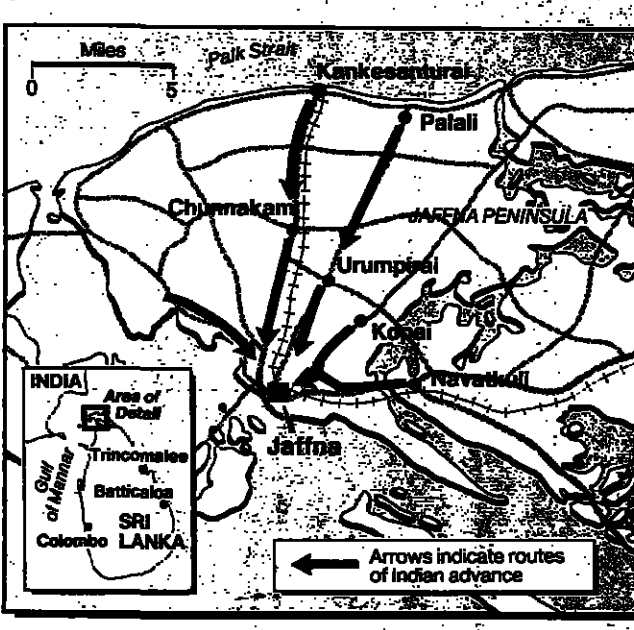 Miles
0 5
Palk Strait
Kankesanturai
Palali
Chunnakam
JAFFNA PENINSULA
Urumpirai
Kopai
Navatkuli
Jaffna
INDIA
Area of
Detail
Gulf
of Mannar
Trincomalee
Batticaloa
SRI
LANKA
Colombo
Arrows indicate routes
of Indian advance